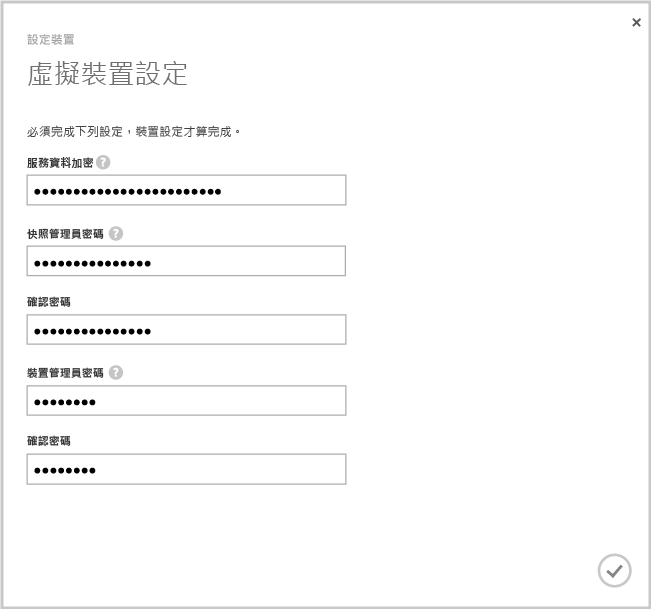 設定裝置
虛擬裝置設定
必須完成下列設定，裝置設定才算完成。
服務資料加密 ?
●●●●●●●●●●●●●●●●●●●●●●●●
快照管理員密碼 ?
●●●●●●●●●●●●●●●
確認密碼
●●●●●●●●●●●●●●●
裝置管理員密碼 ?
●●●●●●●●
確認密碼
●●●●●●●●